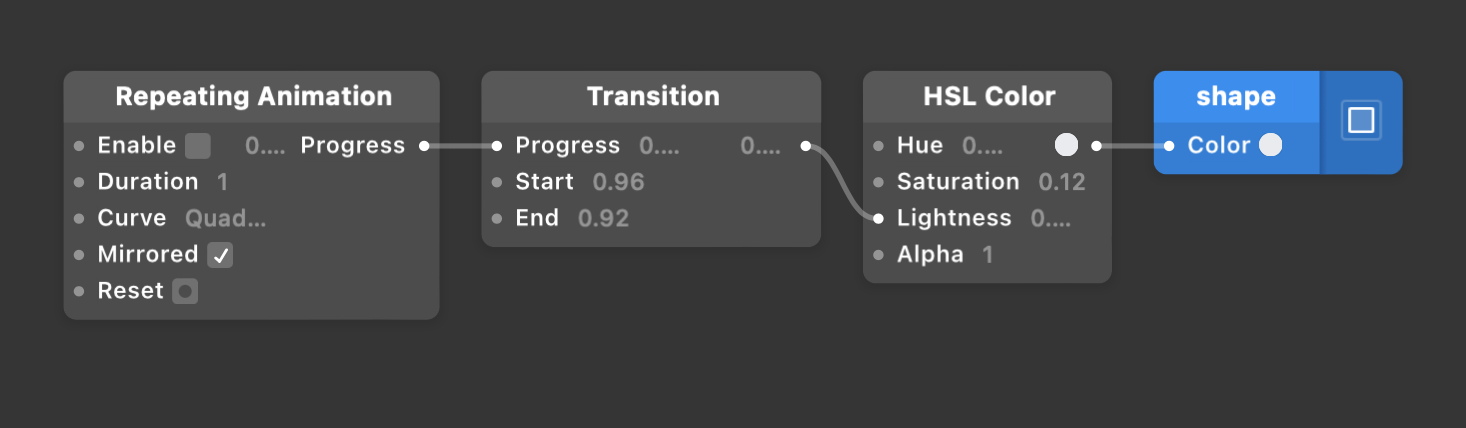 Repeating Animation
Enable 0.... Progress
Duration 1
Curve Quad...
Mirrored
Reset
Transition
Progress 0.... 0....
Start 0.96
End 0.92
HSL Color
Hue 0....
Saturation 0.12
Lightness 0....
Alpha 1
shape
Color